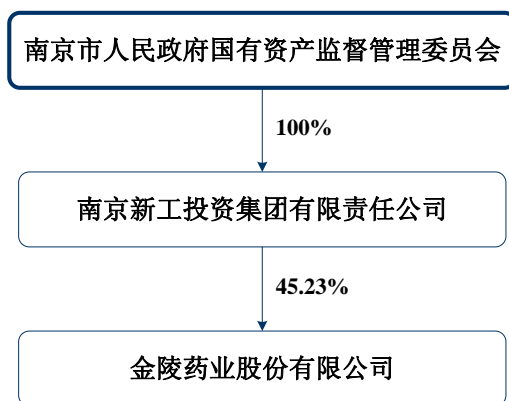 南京市人民政府国有资产监督管理委员会
100%
南京新工投资集团有限责任公司
45.23%
金陵药业股份有限公司